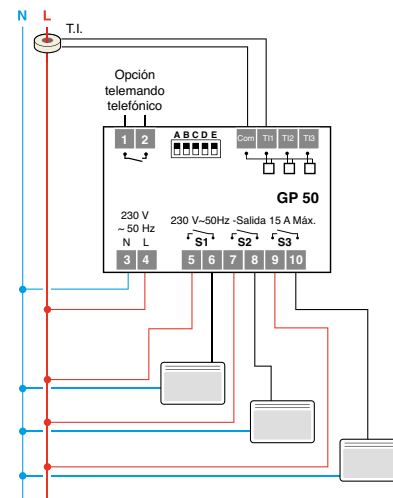 N L
T.I.
Opción
telemando
telefónico
1 2
A B C D E
Com TI1 TI2 TI3
GP 50
230 V
~ 50 Hz
N L
230 V~50Hz -Salida 15 A Máx.
S1 S2 S3
3 4 5 6 7 8 9 10